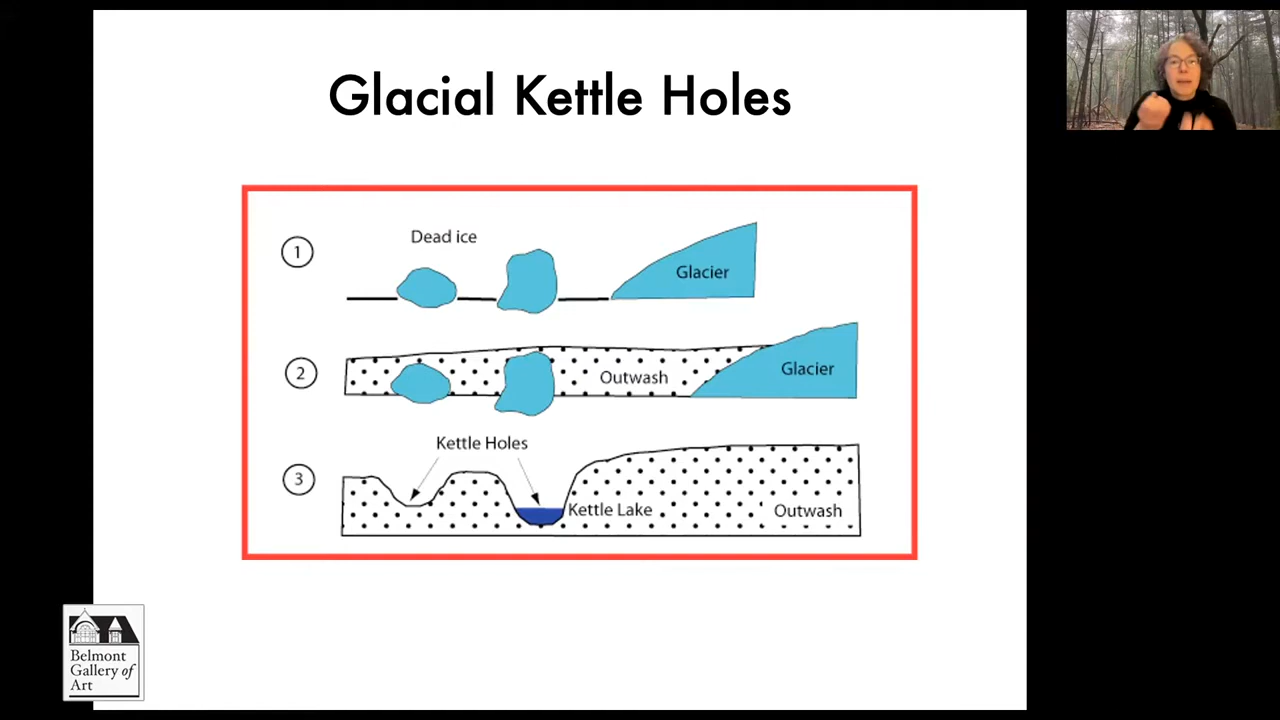 Glacial Kettle Holes
1
Dead ice
Glacier
2
Outwash
Glacier
Kettle Holes
3
Kettle Lake
Outwash
Belmont
Gallery of
Art